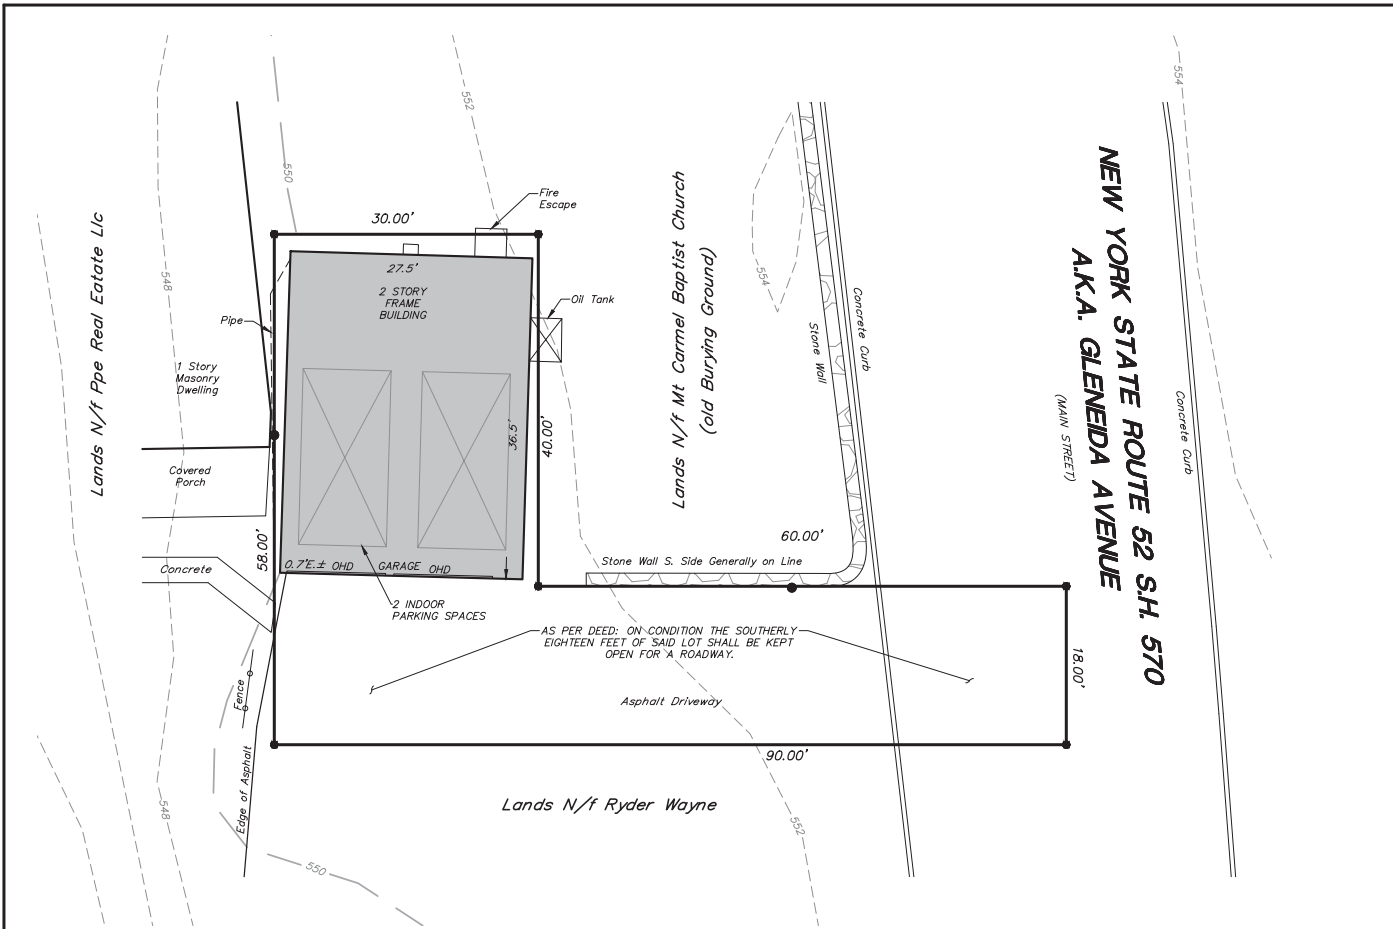 554
552
550
Fire
Escape
30.00'
27.5'
2 STORY
FRAME
BUILDING
Oil Tank
Pipe
1 Story
Masonry
Dwelling
Lands N/f Ppe Real Eatate Llc
548
Covered
Porch
Concrete
58.00'
36.5'
40.00'
0.7'E.± OHD GARAGE OHD
2 INDOOR
PARKING SPACES
Lands N/f Mt Carmel Baptist Church
(old Burying Ground)
554
Stone Wall
Concrete Curb
60.00'
Stone Wall S. Side Generally on Line
NEW YORK STATE ROUTE 52 S.H. 570
A.K.A. GLENEIDA AVENUE
(MAIN STREET)
Concrete Curb
AS PER DEED: ON CONDITION THE SOUTHERLY
EIGHTEEN FEET OF SAID LOT SHALL BE KEPT
OPEN FOR A ROADWAY.
18.00'
Asphalt Driveway
Fence
Edge of Asphalt
90.00'
Lands N/f Ryder Wayne
548
552
550